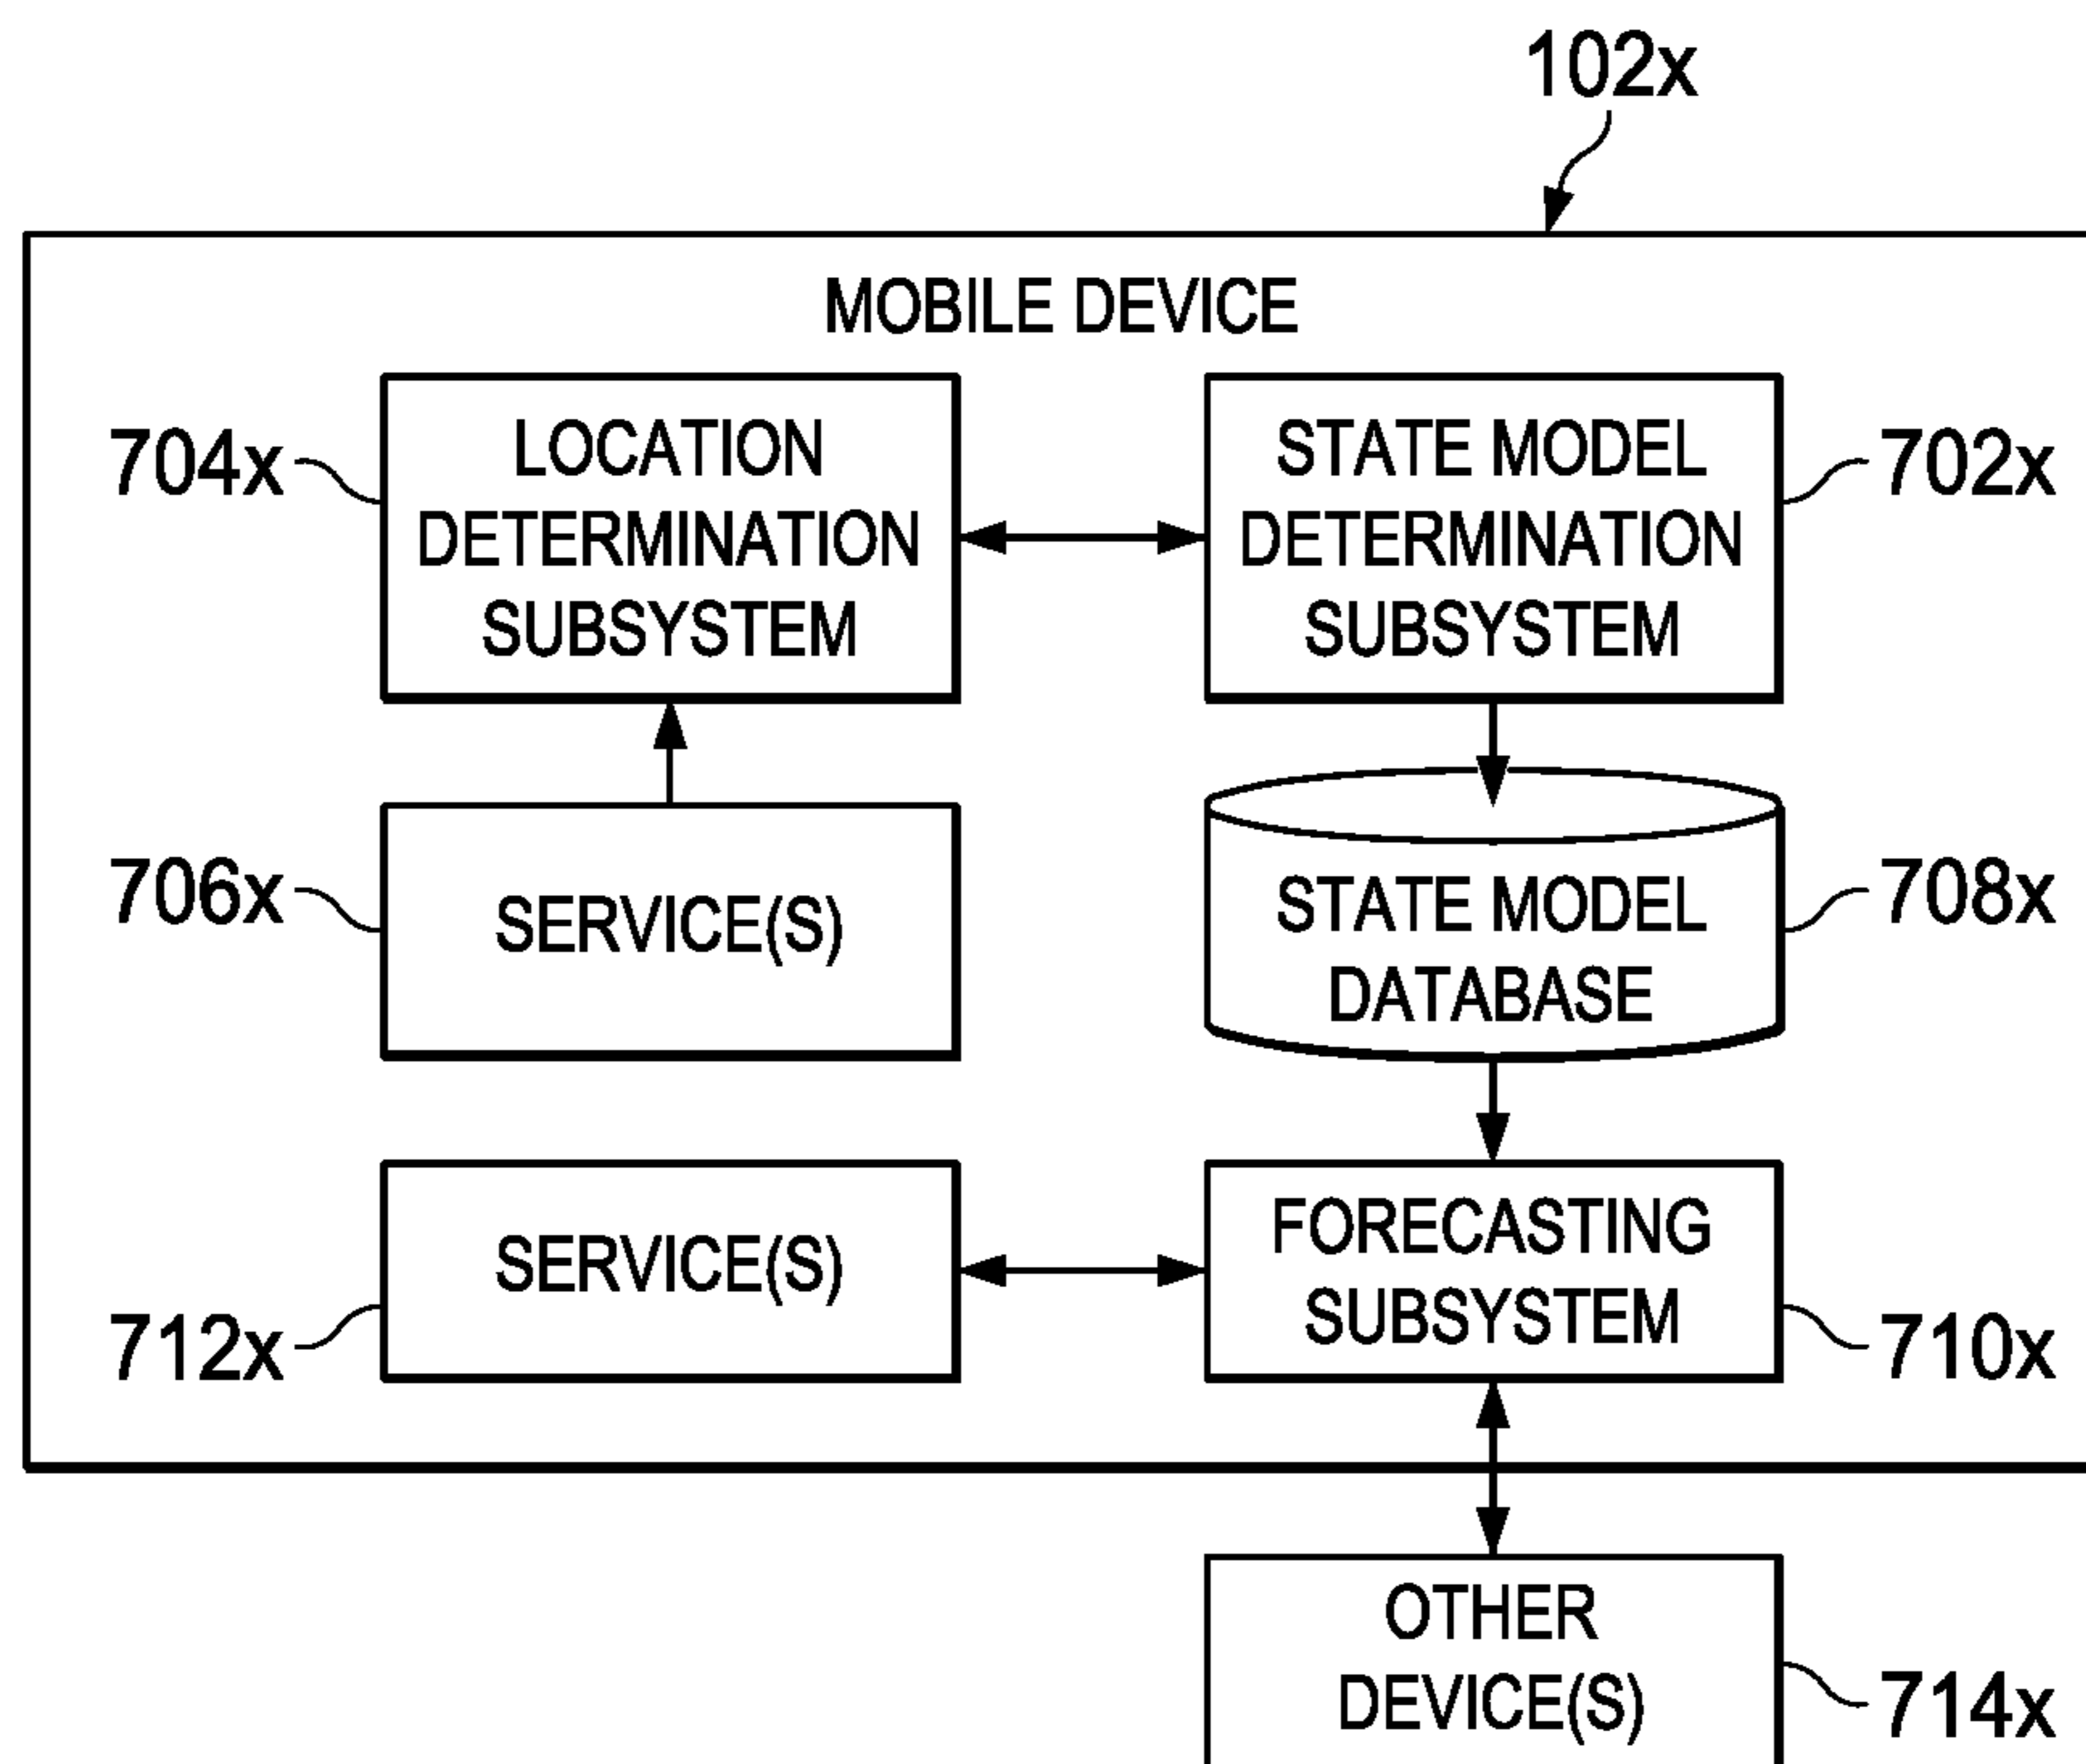 102x
MOBILE DEVICE
704x
LOCATION
DETERMINATION
SUBSYSTEM
STATE MODEL
DETERMINATION
SUBSYSTEM
702x
706x
SERVICE(S)
STATE MODEL
DATABASE
708x
SERVICE(S)
712x
FORECASTING
SUBSYSTEM
710x
OTHER
DEVICE(S)
714x